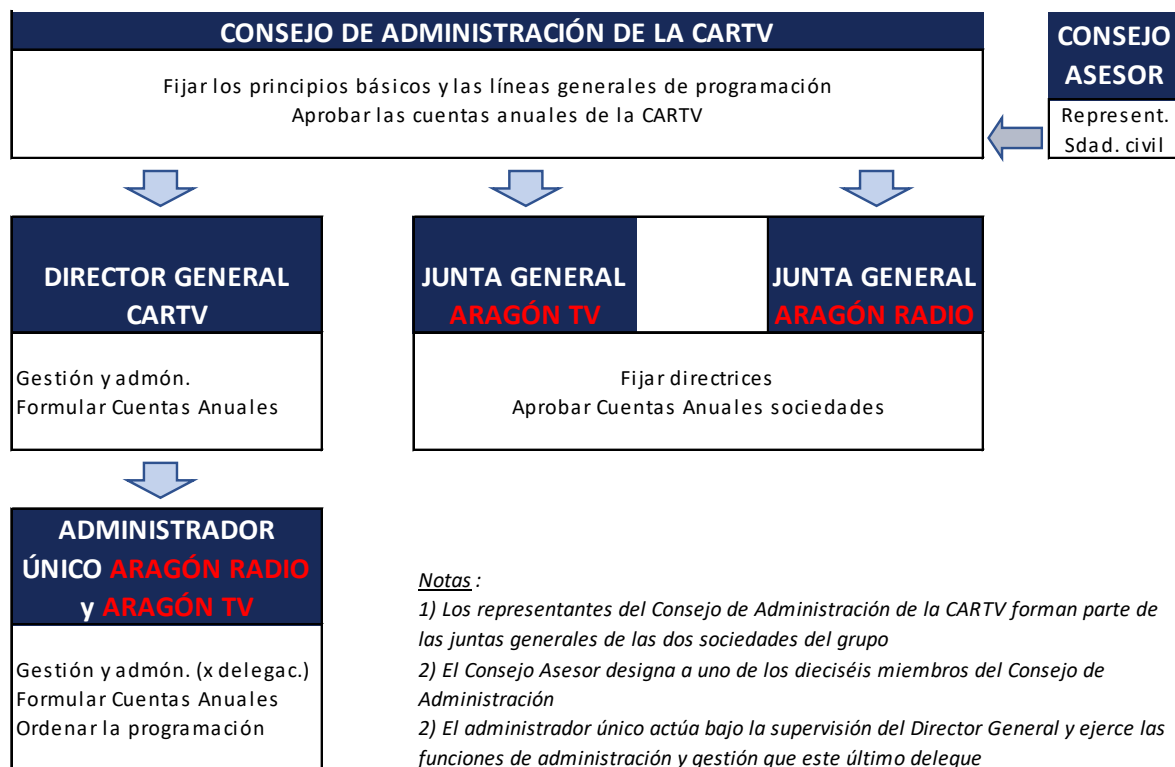 CONSEJO DE ADMINISTRACIÓN DE LA CARTV
Fijar los principios básicos y las líneas generales de programación
Aprobar las cuentas anuales de la CARTV
CONSEJO
ASESOR
Represent.
Sdad. civil
DIRECTOR GENERAL
CARTV
Gestión y admón.
Formular Cuentas Anuales
JUNTA GENERAL
ARAGÓN TV
JUNTA GENERAL
ARAGÓN RADIO
Fijar directrices
Aprobar Cuentas Anuales sociedades
ADMINISTRADOR
ÚNICO ARAGÓN RADIO
y ARAGÓN TV
Gestión y admón. (x delegac.)
Formular Cuentas Anuales
Ordenar la programación
Notas :
1) Los representantes del Consejo de Administración de la CARTV forman parte de
las juntas generales de las dos sociedades del grupo
2) El Consejo Asesor designa a uno de los dieciséis miembros del Consejo de
Administración
2) El administrador único actúa bajo la supervisión del Director General y ejerce las
funciones de administración y gestión que este último delegue